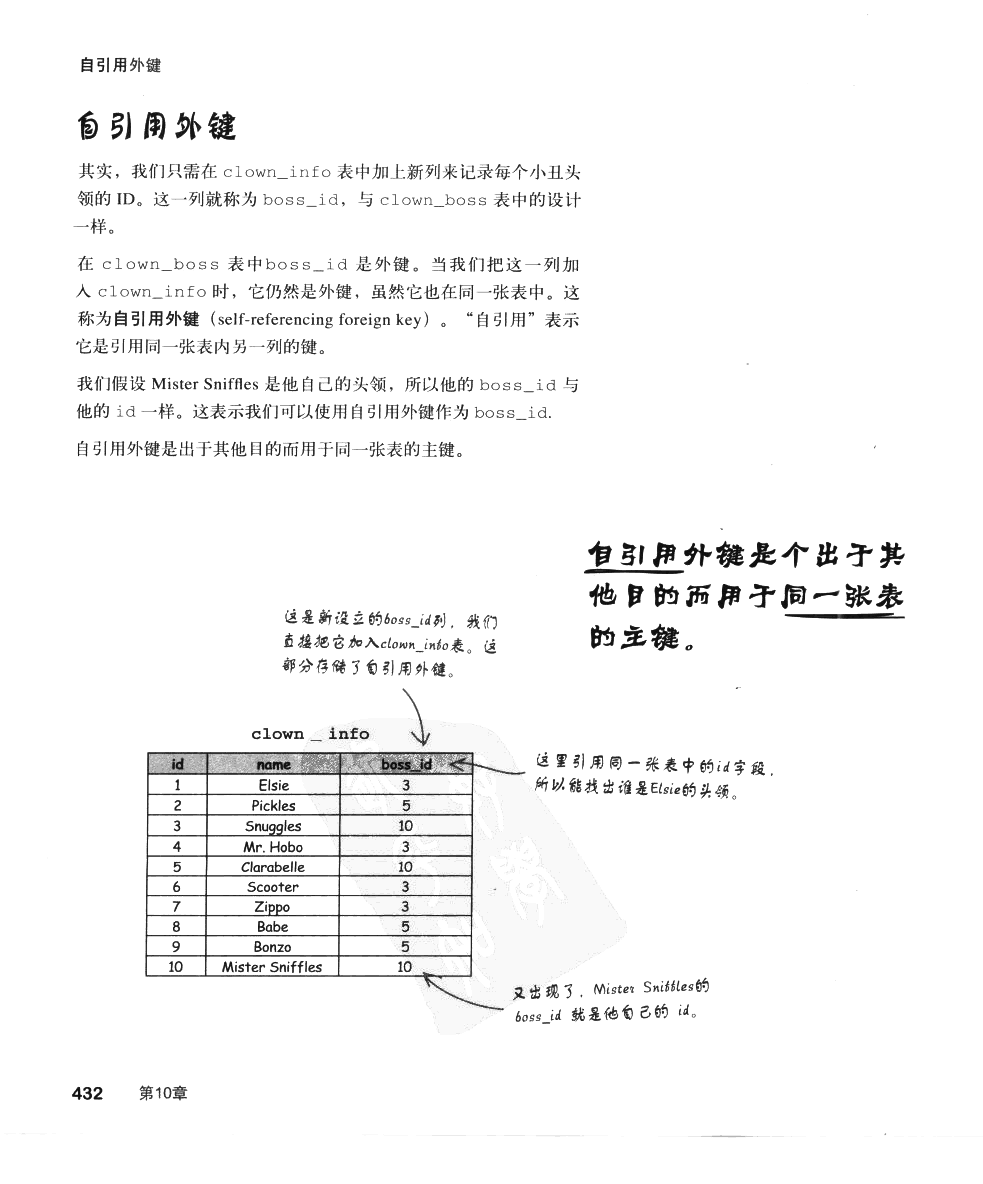 自引用外键
自引用外键
其实，我们只需在 clown_info 表中加上新列来记录每个小丑头
领的 ID。这一列就称为 boss_id，与 clown_boss 表中的设计
一样。
在 clown_boss 表中boss_id 是外键。当我们把这一列加
入 clown_info 时，它仍然是外键，虽然它也在同一张表中。这
称为自引用外键（self-referencing foreign key）。“自引用”表示
它是引用同一张表内另一列的键。
我们假设 Mister Sniffles 是他自己的头领，所以他的 boss_id 与
他的 id 一样。这表示我们可以使用自引用外键作为 boss_id.
自引用外键是出于其他目的而用于同一张表的主键。
自引用外键是个出于其
他目的而用于同一张表
的主键。
这是新设立的boss_id列，我们
直接把它加入clown_info表。这
部分存储了自引用外键。
clown _ info
id name boss_id
1 Elsie 3
2 Pickles 5
3 Snuggles 10
4 Mr. Hobo 3
5 Clarabelle 10
6 Scooter 3
7 Zippo 3
8 Babe 5
9 Bonzo 5
10 Mister Sniffles 10
这里引用同一张表中的id字段，
所以能找出谁是Elsie的头领。
又出现了，Mister Sniffles的
boss_id 就是他自己的 id。
432 第10章